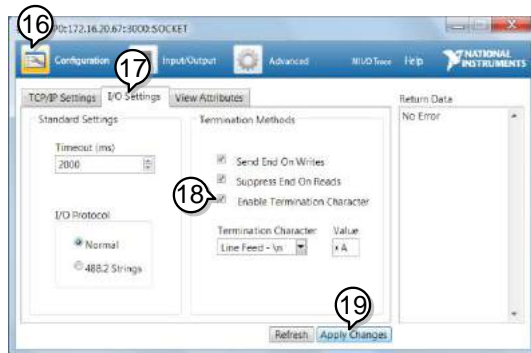 16
P0::172.16.20.67::3000::SOCKET
Configuration
Input/Output
Advanced
NI I/O Trace
Help
NATIONAL
INSTRUMENTS
17
TCP/IP Settings
I/O Settings
View Attributes
Return Data
No Error
Standard Settings
Termination Methods
Timeout (ms)
2000
Send End On Writes
Suppress End On Reads
18
Enable Termination Character
I/O Protocol
Normal
488.2 Strings
Termination Character
Value
Line Feed - \n
x A
19
Refresh
Apply Changes